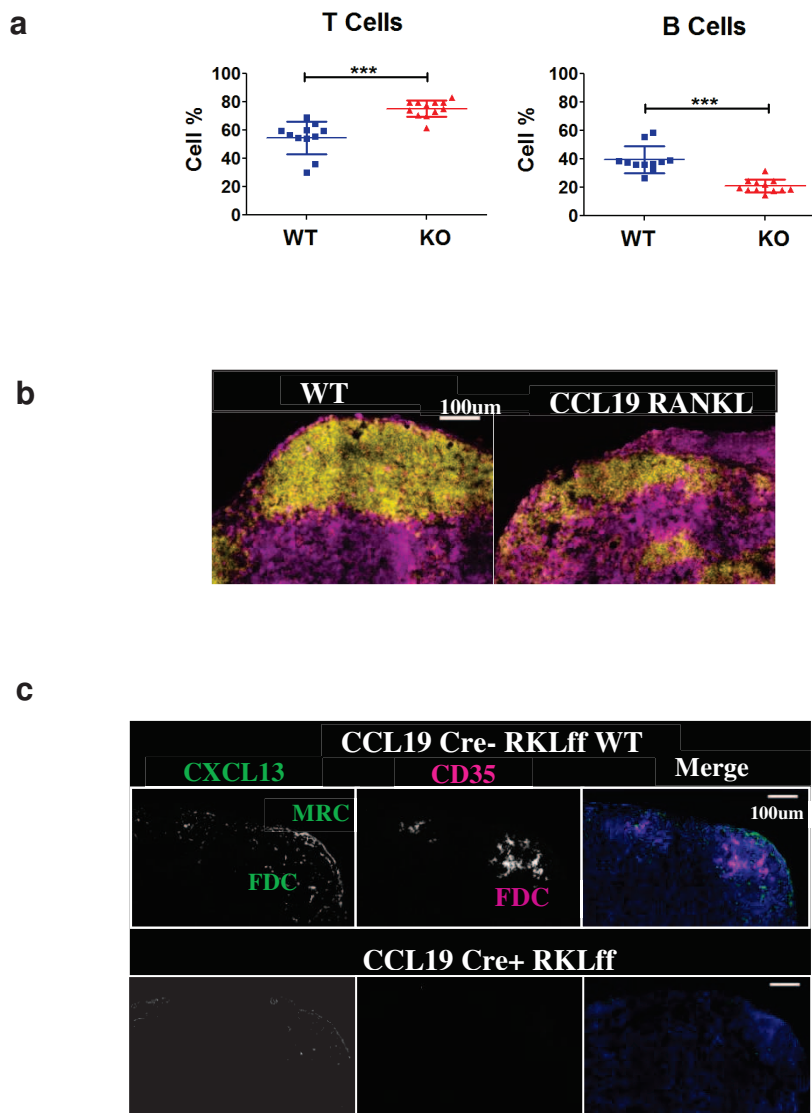 a
T Cells
B Cells
***
***
Cell %
100
80
60
40
20
0
WT
KO
Cell %
100
80
60
40
20
0
WT
KO
b
WT
100um
CCL19 RANKL
c
CCL19 Cre- RKLff WT
CXCL13
CD35
Merge
MRC
100um
FDC
FDC
CCL19 Cre+ RKLff